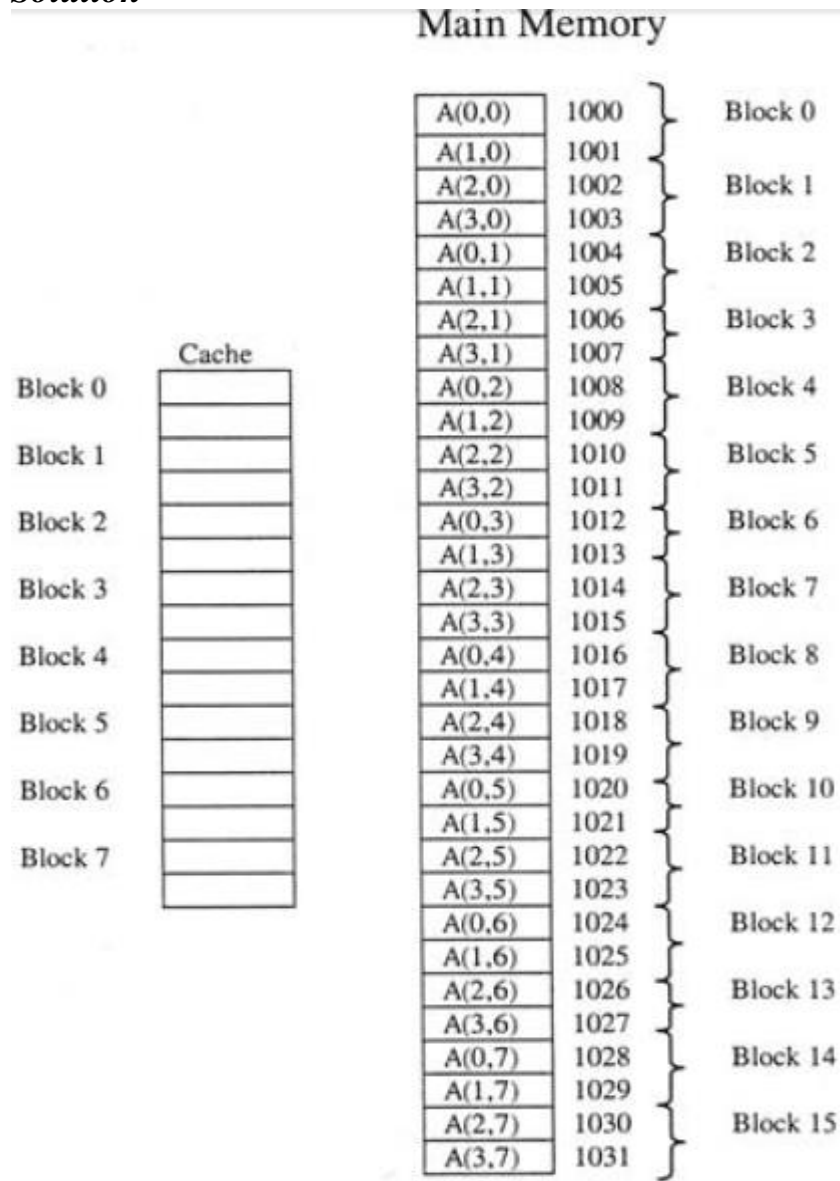 Solution
Main Memory
A(0,0) 1000 Block 0
A(1,0) 1001
A(2,0) 1002 Block 1
A(3,0) 1003
A(0,1) 1004 Block 2
A(1,1) 1005
A(2,1) 1006 Block 3
Cache A(3,1) 1007
Block 0 A(0,2) 1008 Block 4
A(1,2) 1009
Block 1 A(2,2) 1010 Block 5
A(3,2) 1011
Block 2 A(0,3) 1012 Block 6
A(1,3) 1013
Block 3 A(2,3) 1014 Block 7
A(3,3) 1015
Block 4 A(0,4) 1016 Block 8
A(1,4) 1017
Block 5 A(2,4) 1018 Block 9
A(3,4) 1019
Block 6 A(0,5) 1020 Block 10
A(1,5) 1021
Block 7 A(2,5) 1022 Block 11
A(3,5) 1023
A(0,6) 1024 Block 12
A(1,6) 1025
A(2,6) 1026 Block 13
A(3,6) 1027
A(0,7) 1028 Block 14
A(1,7) 1029
A(2,7) 1030 Block 15
A(3,7) 1031